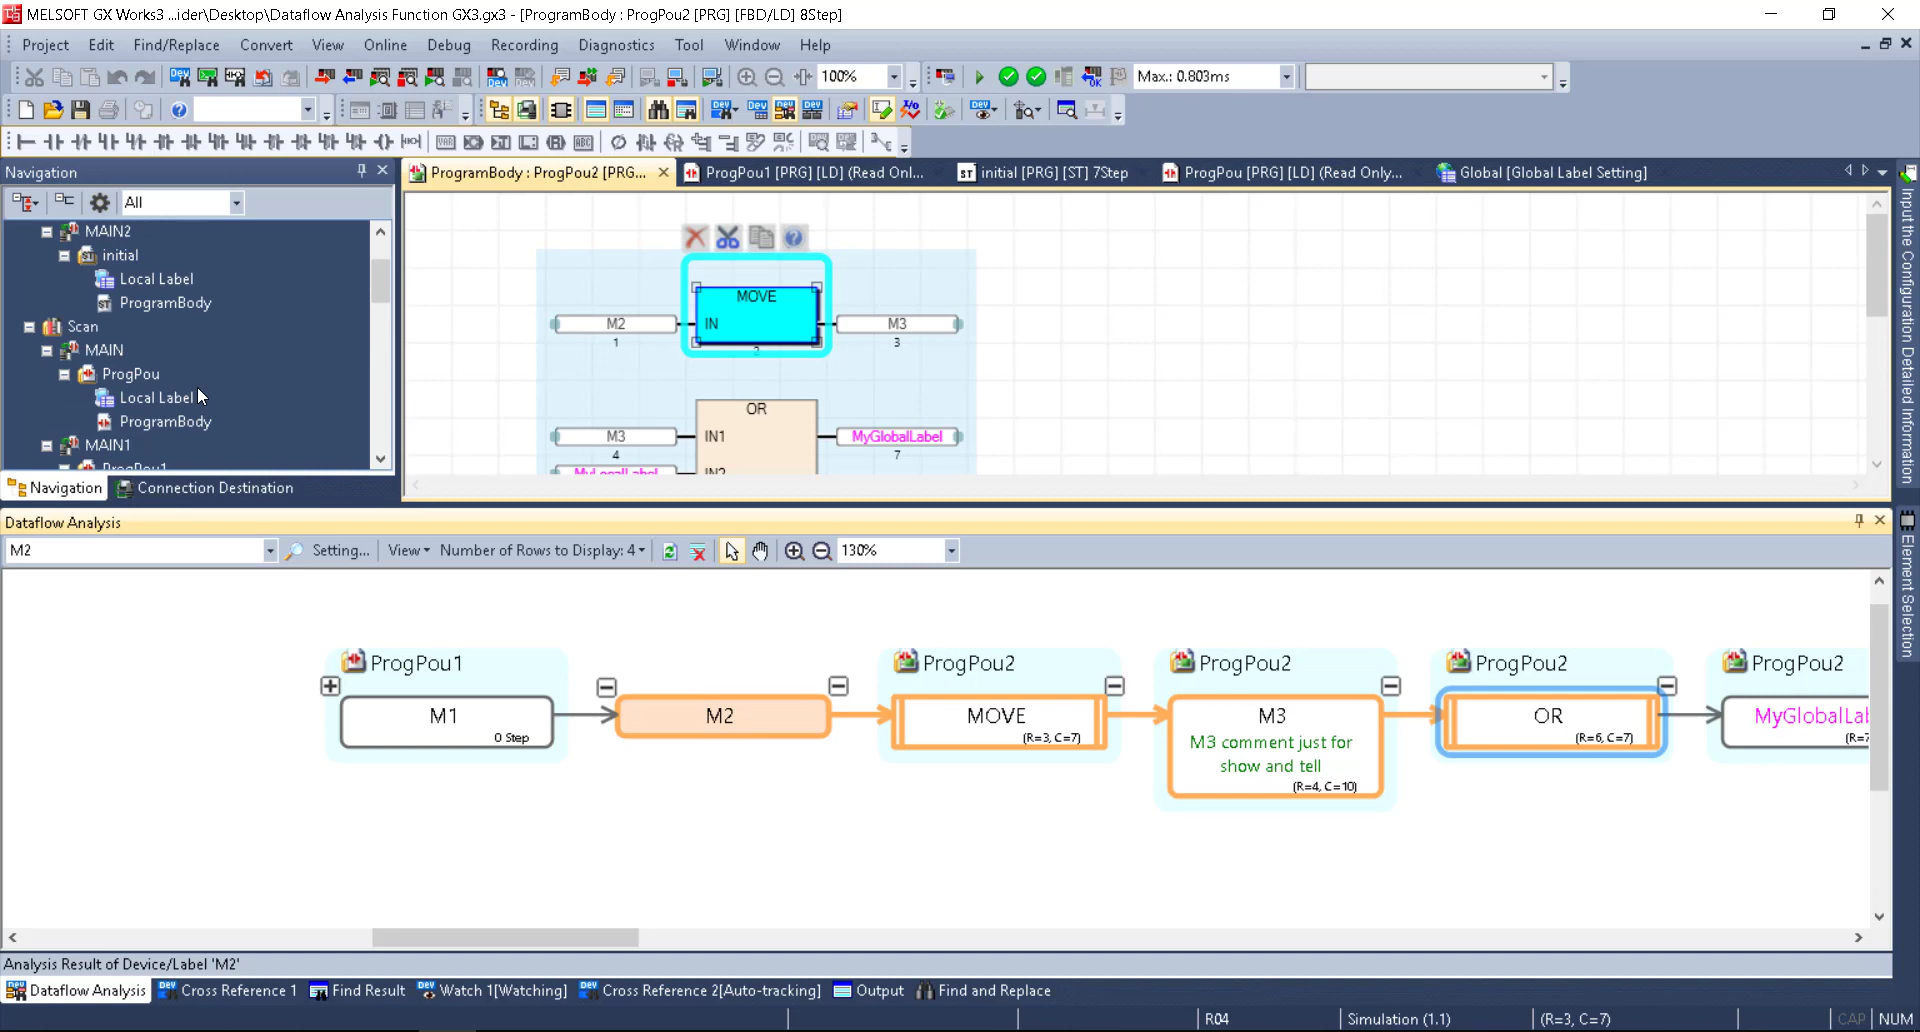 MELSOFT GX Works3 ...ider\Desktop\Dataflow Analysis Function GX3.gx3 - [ProgramBody : ProgPou2 [PRG] [FBD/LD] 8Step]
Project Edit Find/Replace Convert View Online Debug Recording Diagnostics Tool Window Help
100% Max.: 0.803ms
Navigation
ProgramBody : ProgPou2 [PRG... ProgPou1 [PRG] [LD] (Read Onl... initial [PRG] [ST] 7Step ProgPou [PRG] [LD] (Read Only... Global [Global Label Setting]
All
MAIN2
initial
Local Label
ProgramBody
Scan
MAIN
ProgPou
Local Label
ProgramBody
MAIN1
ProgPou1
Navigation Connection Destination
MOVE
M2 IN M3
1 2 3
OR
M3 IN1 MyGlobalLabel
4 7
MyLocalLabel IN2
Input the Configuration Detailed Information
Element Selection
Dataflow Analysis
M2 Setting... View Number of Rows to Display: 4 130%
ProgPou1 ProgPou2 ProgPou2 ProgPou2 ProgPou2
M1 M2 MOVE M3 OR MyGlobalLab
0 Step (R=3, C=7) M3 comment just for (R=6, C=7) (R=7
show and tell
(R=4, C=10)
Analysis Result of Device/Label 'M2'
Dataflow Analysis Cross Reference 1 Find Result Watch 1[Watching] Cross Reference 2[Auto-tracking] Output Find and Replace
R04 Simulation (1.1) (R=3, C=7) CAP NUM